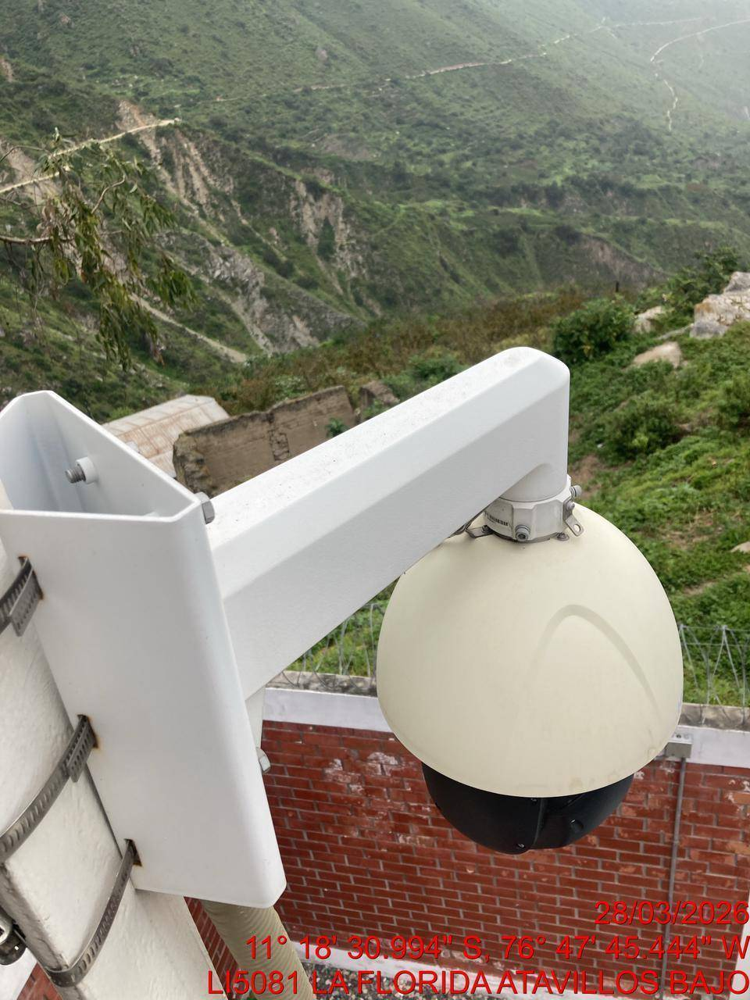 28/03/2026
11° 18' 30.994" S, 76° 47' 45.444" W
LI5081 LA FLORIDA ATAVILLOS BAJO